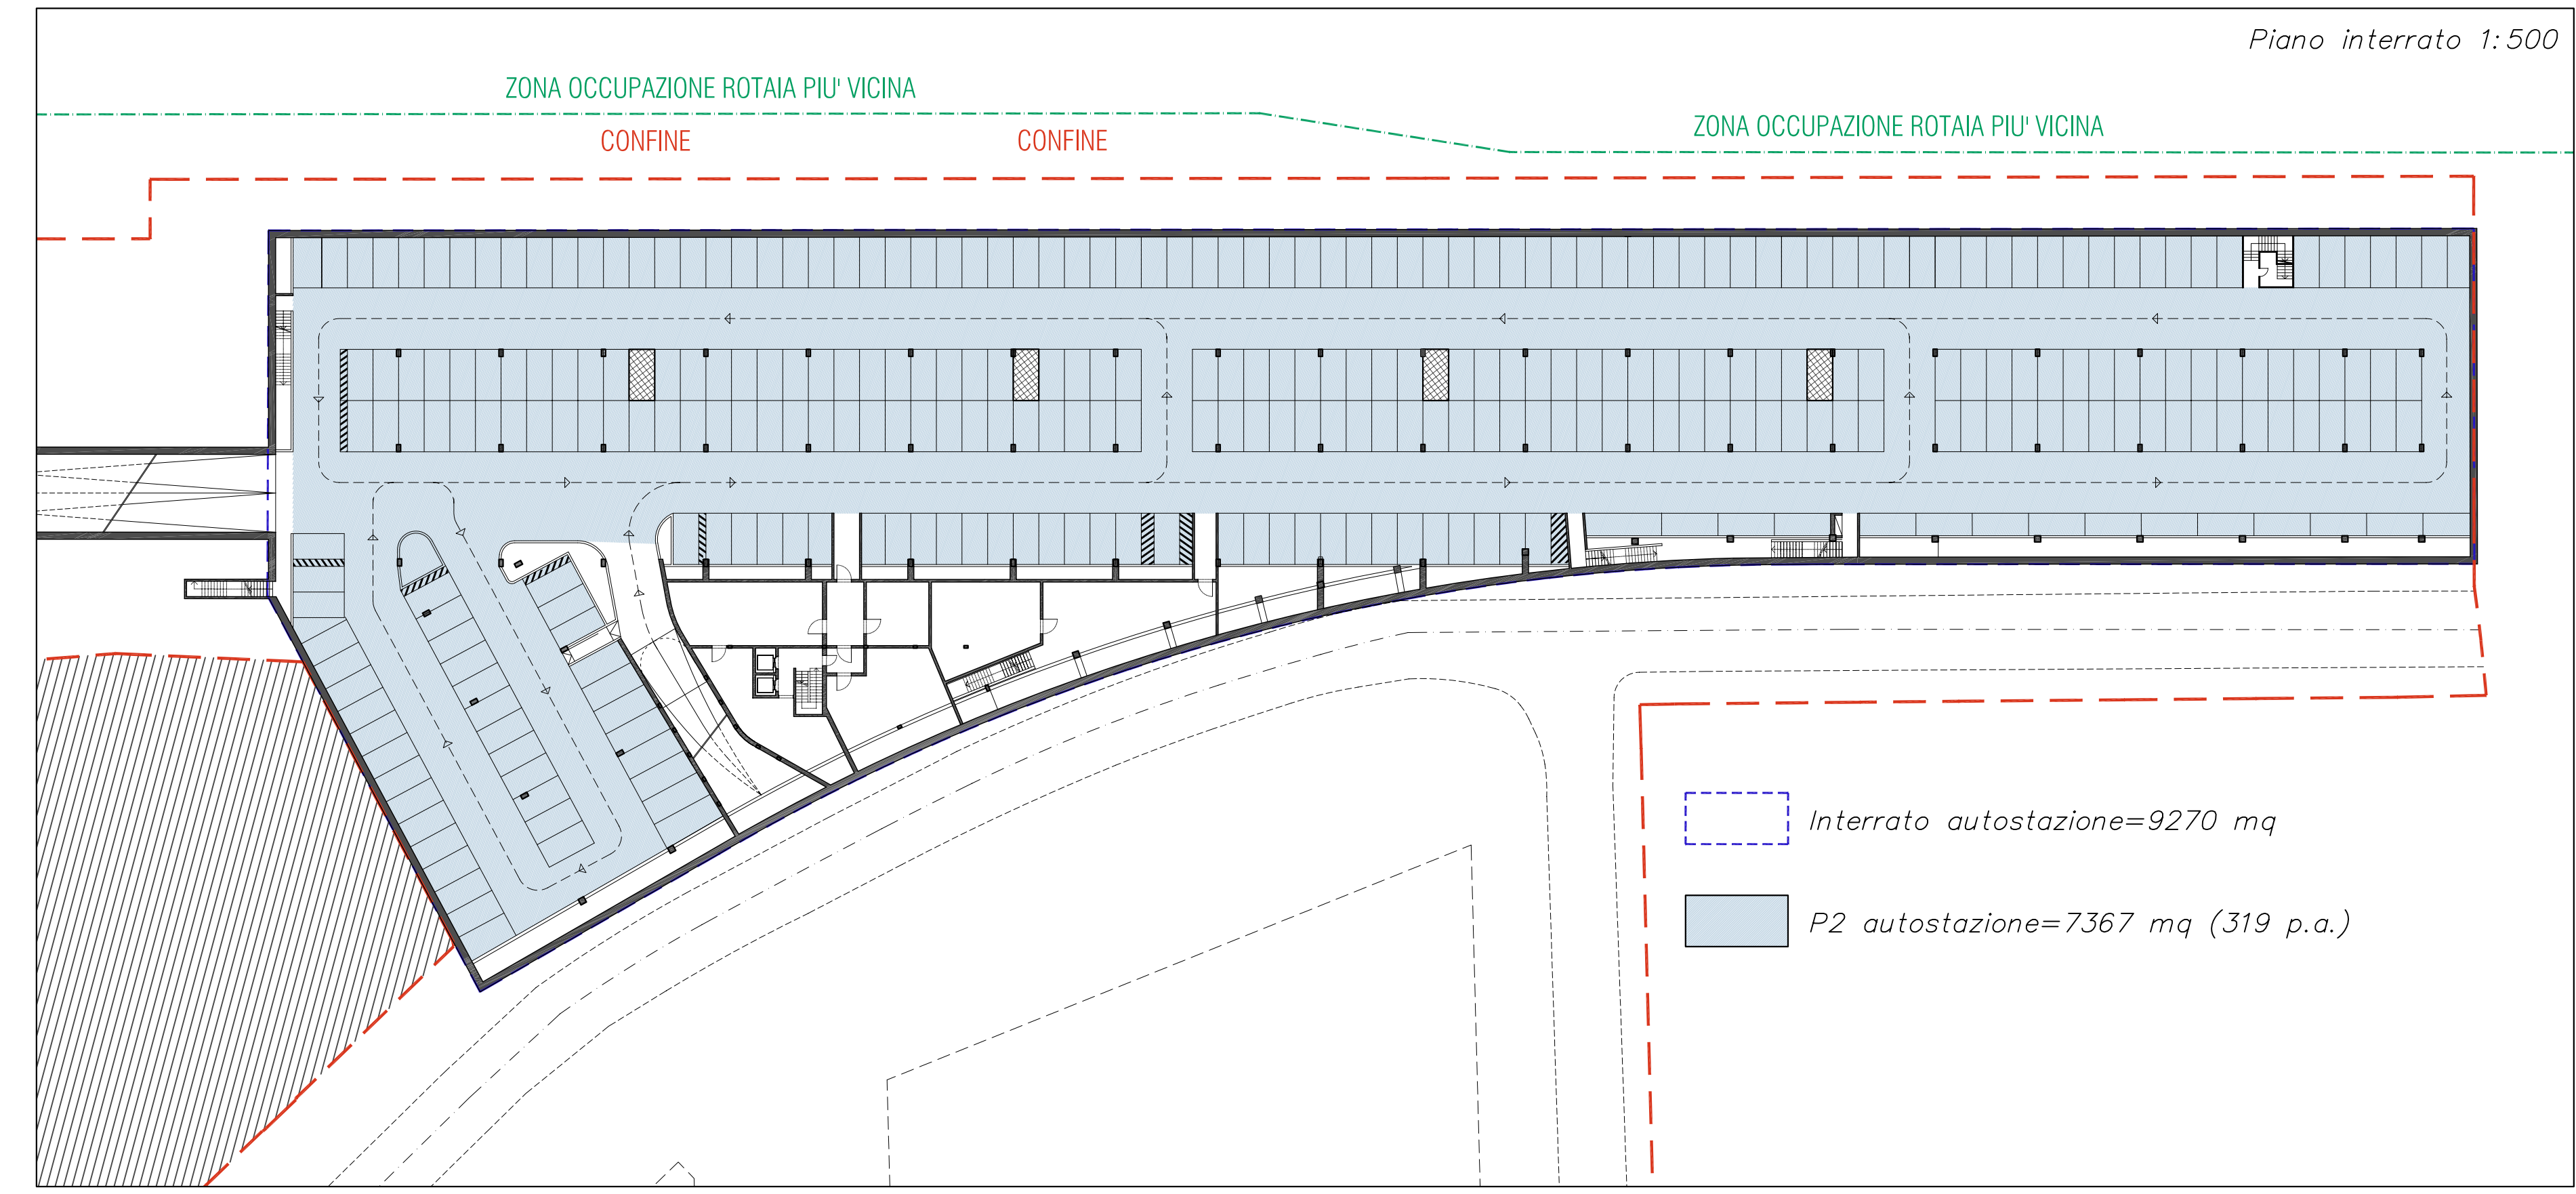 Piano interrato 1:500
ZONA OCCUPAZIONE ROTAIA PIU' VICINA
ZONA OCCUPAZIONE ROTAIA PIU' VICINA
CONFINE CONFINE
Interrato autostazione=9270 mq
P2 autostazione=7367 mq (319 p.a.)